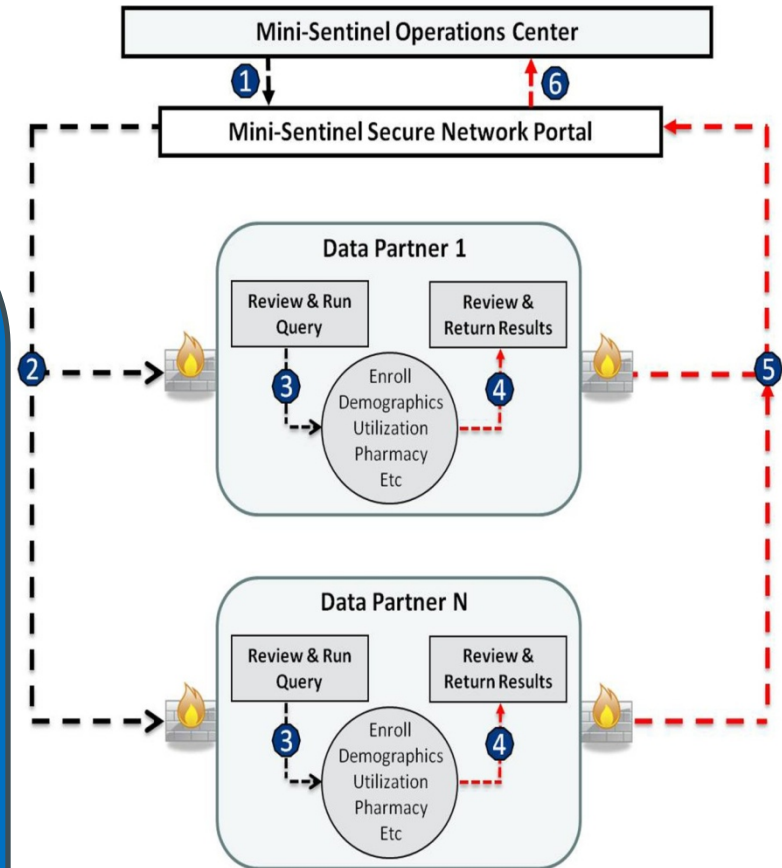 Mini-Sentinel Operations Center
1
6
Mini-Sentinel Secure Network Portal
Data Partner 1
Review & Run
Query
Review &
Return Results
2
3
4
5
Enroll
Demographics
Utilization
Pharmacy
Etc
Data Partner N
Review & Run
Query
Review &
Return Results
3
4
Enroll
Demographics
Utilization
Pharmacy
Etc